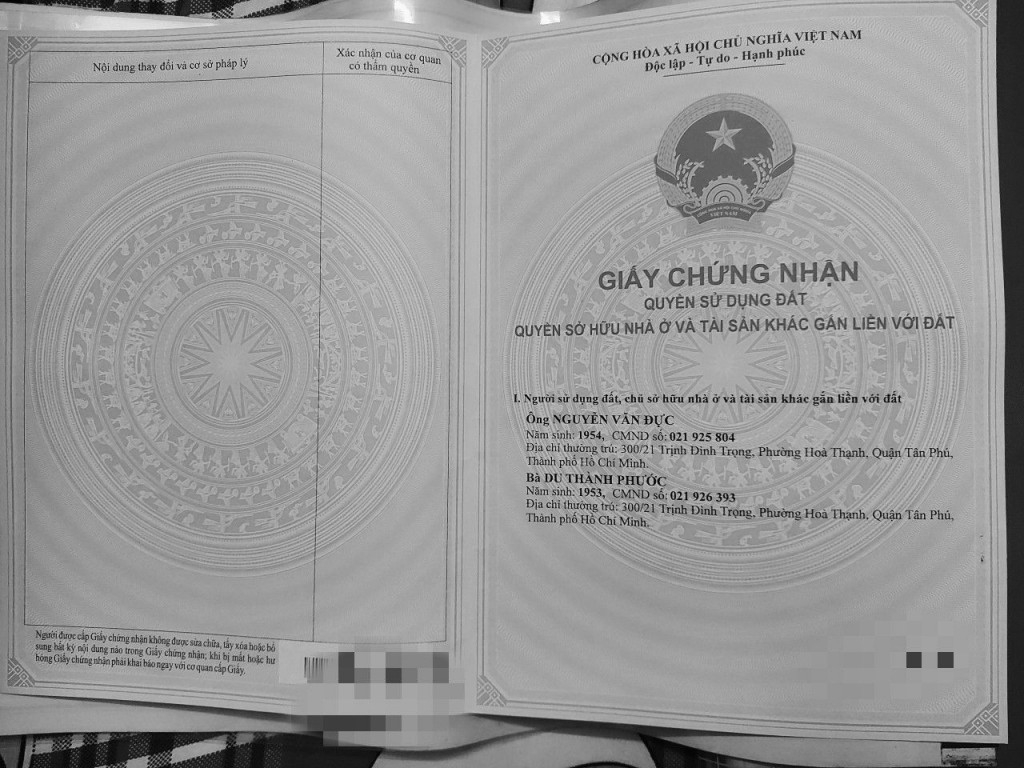 Nội dung thay đổi và cơ sở pháp lý
Xác nhận của cơ quan
có thẩm quyền
Người được cấp Giấy chứng nhận không được sửa chữa, tẩy xóa hoặc bổ
sung bất kỳ nội dung nào trong Giấy chứng nhận; khi bị mất hoặc hư
hỏng Giấy chứng nhận phải khai báo ngay với cơ quan cấp Giấy.
CỘNG HÒA XÃ HỘI CHỦ NGHĨA VIỆT NAM
Độc lập - Tự do - Hạnh phúc
VIỆT NAM
GIẤY CHỨNG NHẬN
QUYỀN SỬ DỤNG ĐẤT
QUYỀN SỞ HỮU NHÀ Ở VÀ TÀI SẢN KHÁC GẮN LIỀN VỚI ĐẤT
I. Người sử dụng đất, chủ sở hữu nhà ở và tài sản khác gắn liền với đất
Ông NGUYỄN VĂN ĐỰC
Năm sinh: 1954, CMND số: 021 925 804
Địa chỉ thường trú: 300/21 Trịnh Đình Trọng, Phường Hoà Thạnh, Quận Tân Phú,
Thành phố Hồ Chí Minh.
Bà DU THÀNH PHƯỚC
Năm sinh: 1953, CMND số: 021 926 393
Địa chỉ thường trú: 300/21 Trịnh Đình Trọng, Phường Hoà Thạnh, Quận Tân Phú,
Thành phố Hồ Chí Minh.